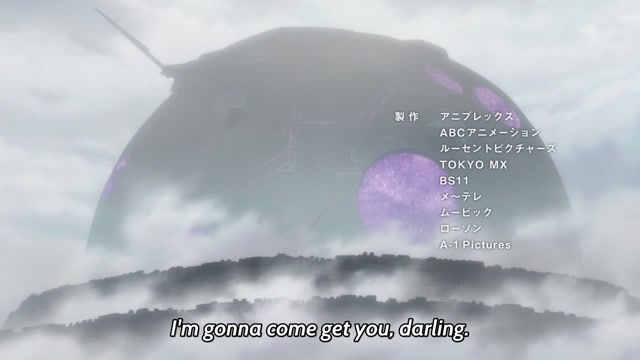 製作 アニプレックス
ABCアニメーション
ルーセントピクチャーズ
TOKYO MX
BS11
メ〜テレ
ムービック
ローソン
A-1 Pictures
I'm gonna come get you, darling.